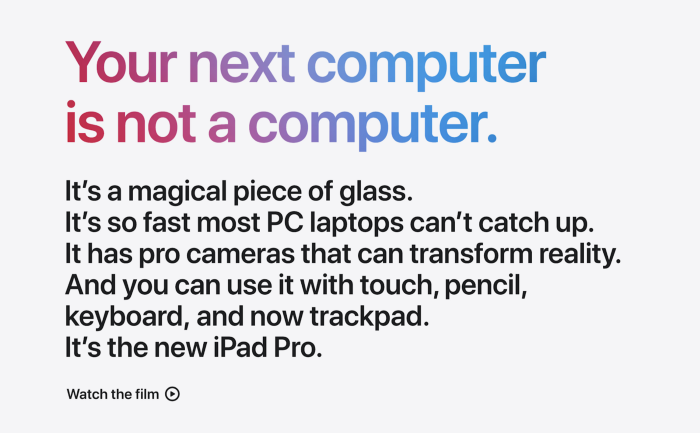 Your next computer
is not a computer.
It’s a magical piece of glass.
It’s so fast most PC laptops can’t catch up.
It has pro cameras that can transform reality.
And you can use it with touch, pencil,
keyboard, and now trackpad.
It’s the new iPad Pro.
Watch the film